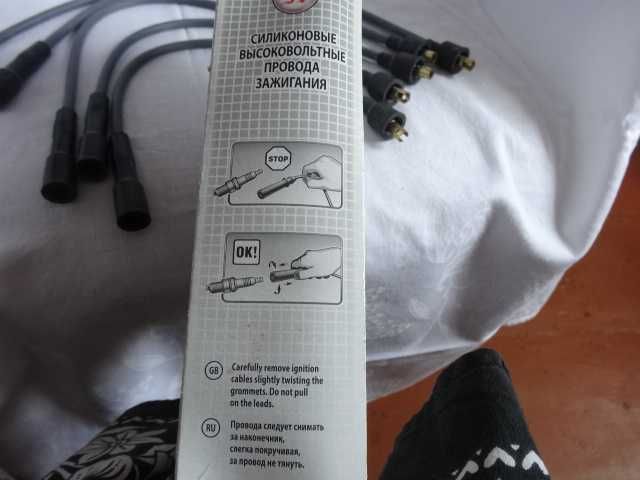 СИЛИКОНОВЫЕ
ВЫСОКОВОЛЬТНЫЕ
ПРОВОДА
ЗАЖИГАНИЯ
STOP
OK!
GB
Carefully remove ignition
cables slightly twisting the
grommets. Do not pull
on the leads.
RU
Провода следует снимать
за наконечник,
слегка покручивая,
за провод не тянуть.